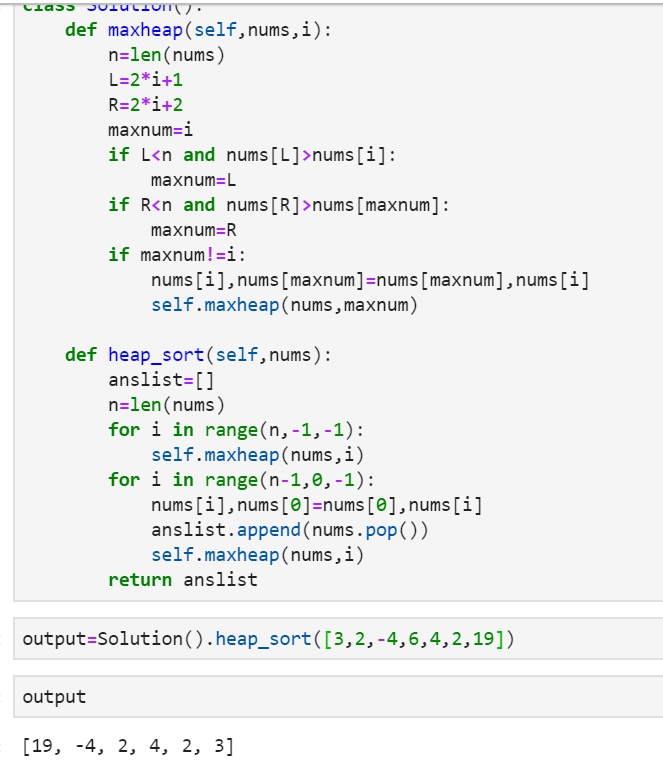 class Solution():
    def maxheap(self,nums,i):
        n=len(nums)
        L=2*i+1
        R=2*i+2
        maxnum=i
        if L<n and nums[L]>nums[i]:
            maxnum=L
        if R<n and nums[R]>nums[maxnum]:
            maxnum=R
        if maxnum!=i:
            nums[i],nums[maxnum]=nums[maxnum],nums[i]
            self.maxheap(nums,maxnum)

    def heap_sort(self,nums):
        anslist=[]
        n=len(nums)
        for i in range(n,-1,-1):
            self.maxheap(nums,i)
        for i in range(n-1,0,-1):
            nums[i],nums[0]=nums[0],nums[i]
            anslist.append(nums.pop())
            self.maxheap(nums,i)
        return anslist
output=Solution().heap_sort([3,2,-4,6,4,2,19])
output
[19, -4, 2, 4, 2, 3]